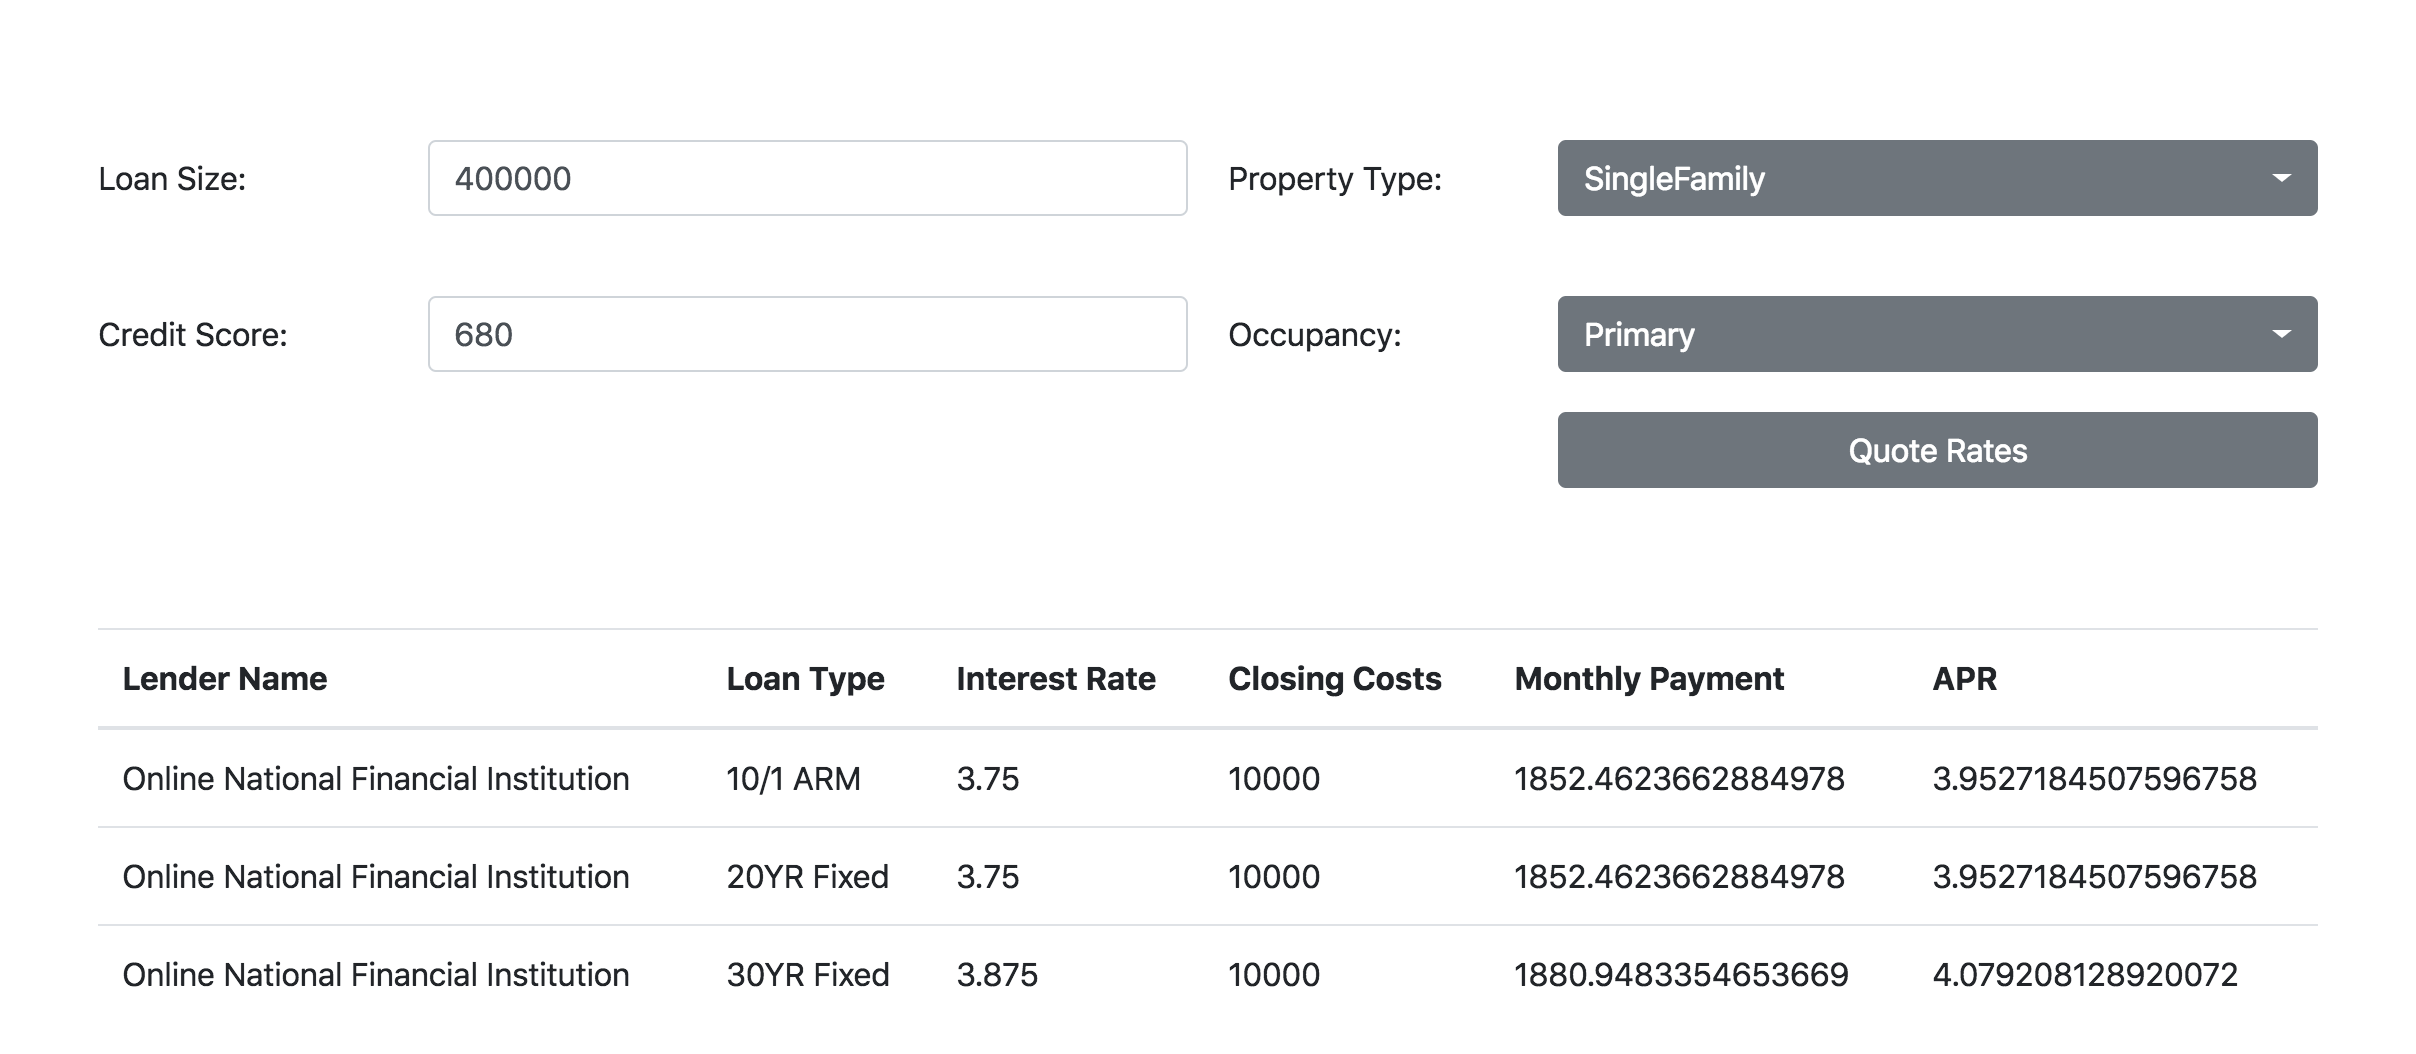 Loan Size: 400000 Property Type: SingleFamily
Credit Score: 680 Occupancy: Primary
Quote Rates
Lender Name Loan Type Interest Rate Closing Costs Monthly Payment APR
Online National Financial Institution 10/1 ARM 3.75 10000 1852.4623662884978 3.9527184507596758
Online National Financial Institution 20YR Fixed 3.75 10000 1852.4623662884978 3.9527184507596758
Online National Financial Institution 30YR Fixed 3.875 10000 1880.9483354653669 4.079208128920072